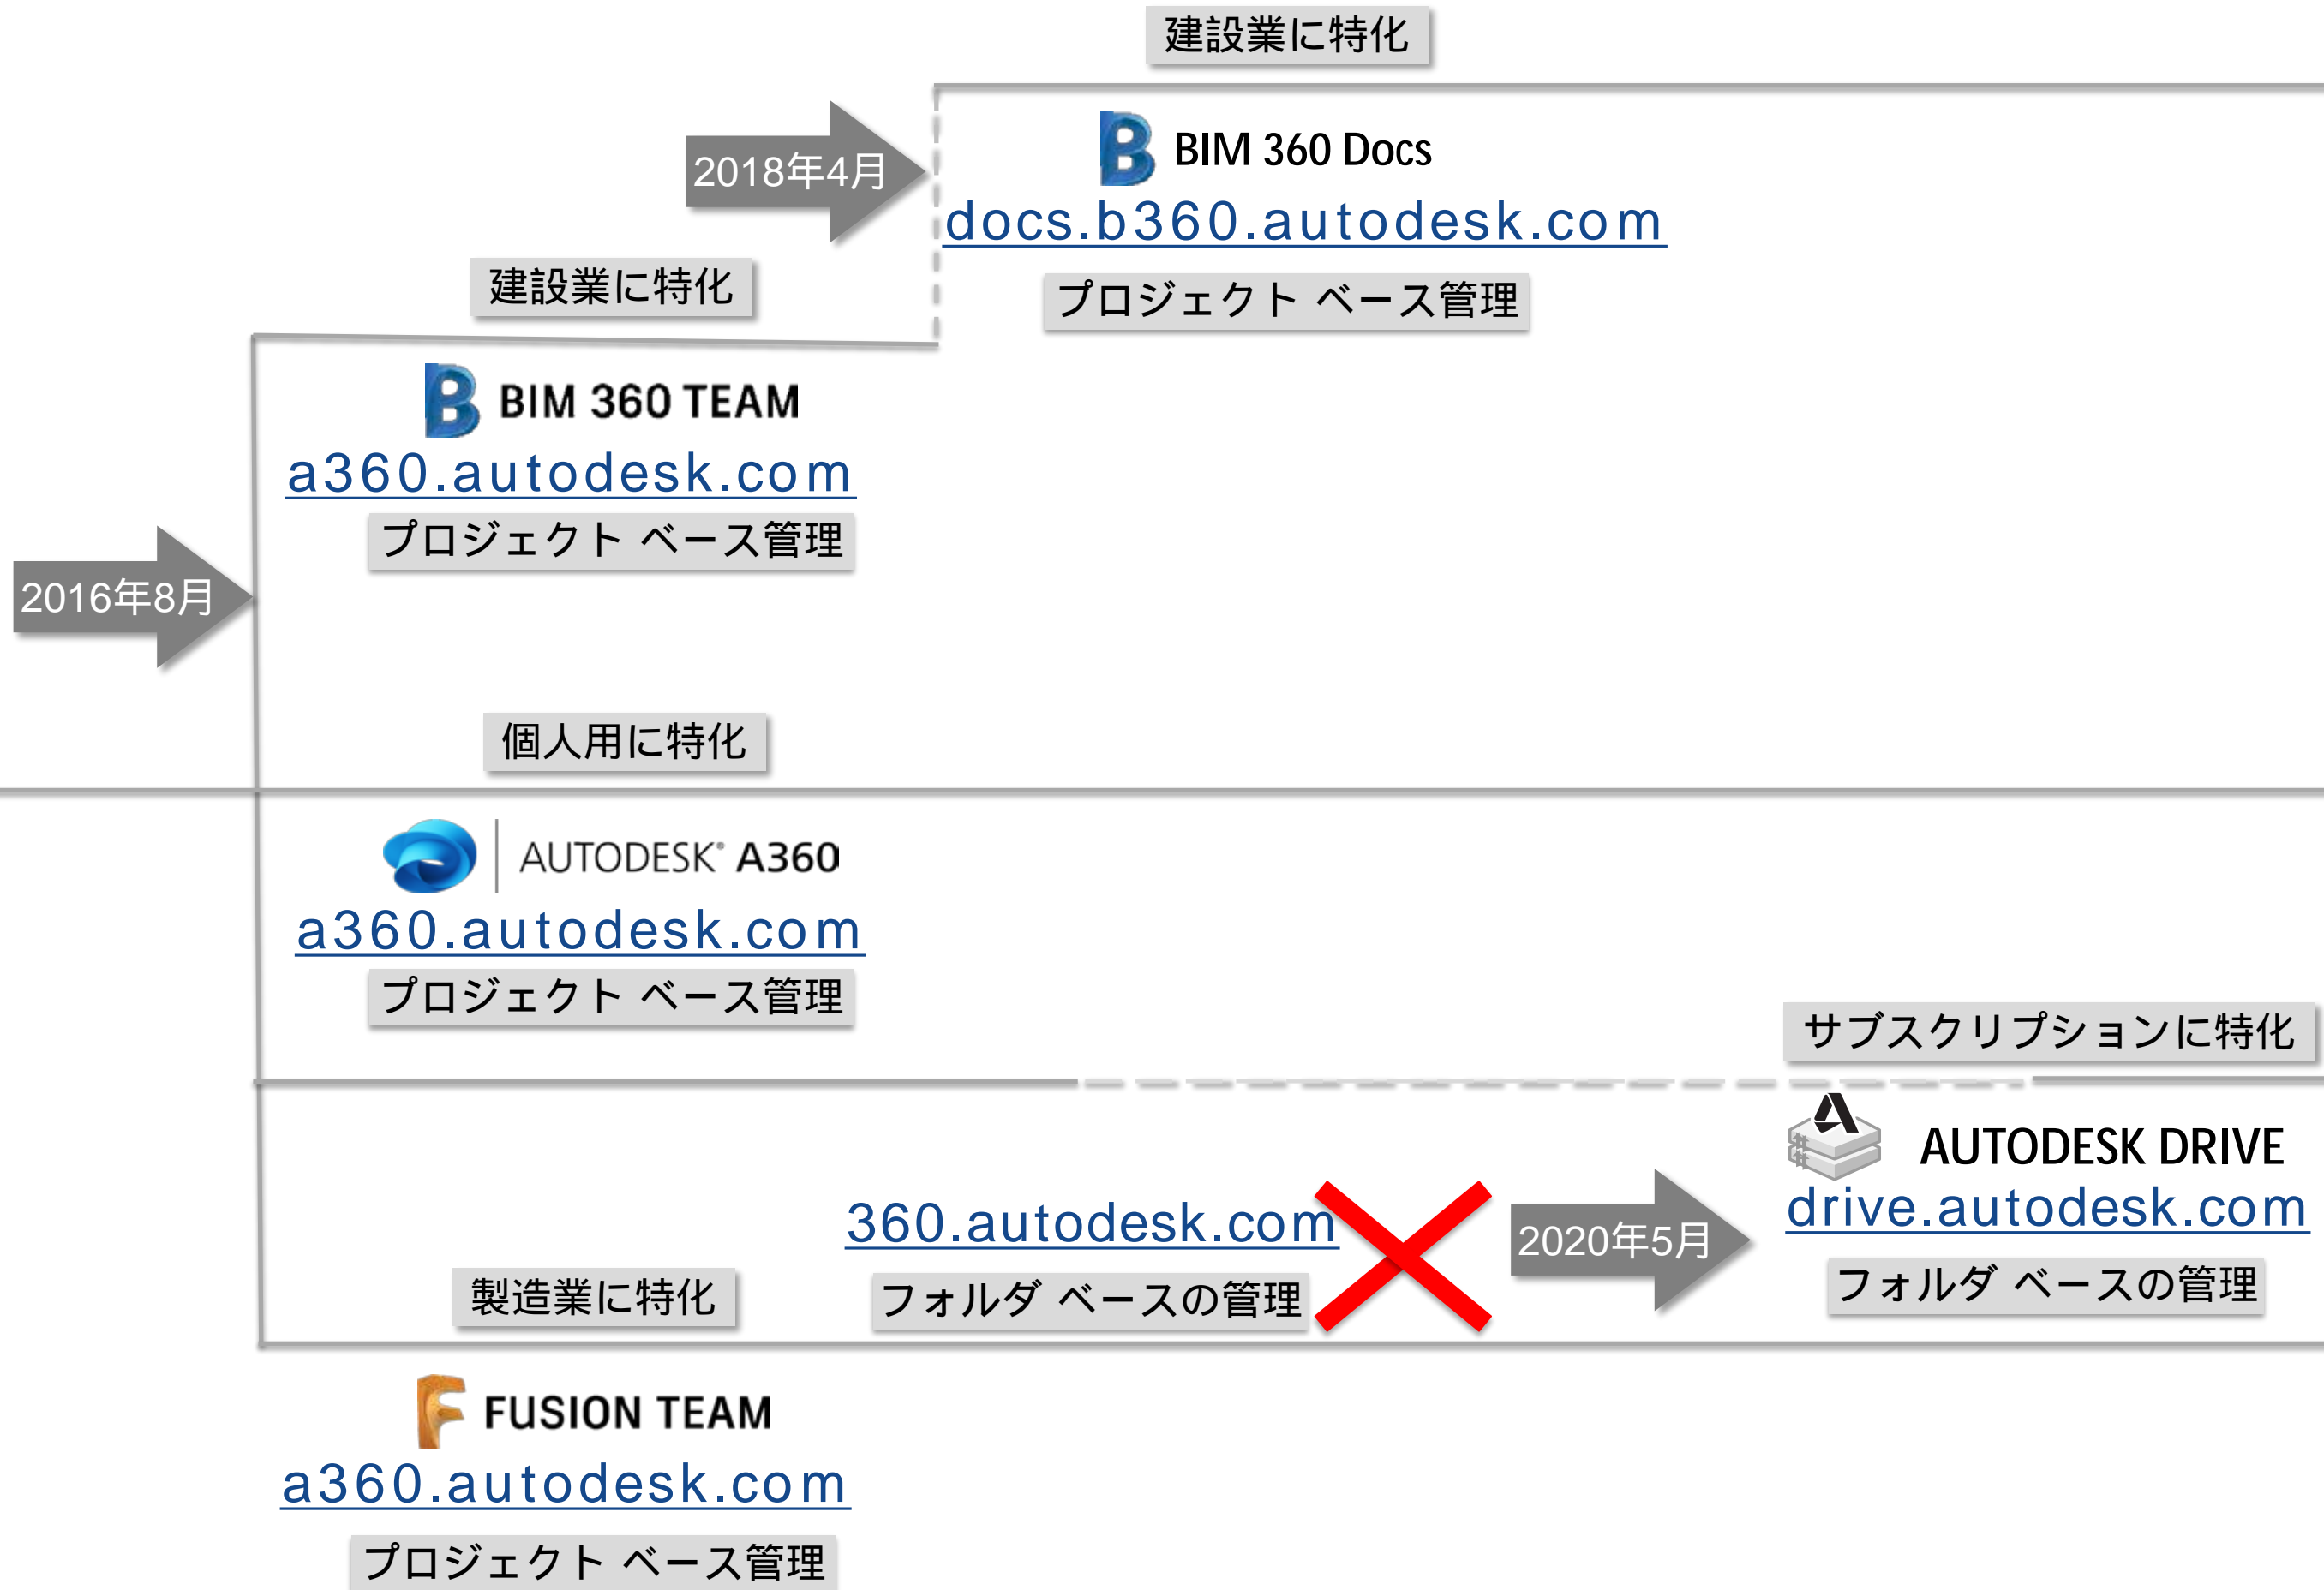 建設業に特化
2018年4月
BIM 360 Docs
docs.b360.autodesk.com
プロジェクト ベース管理
建設業に特化
BIM 360 TEAM
a360.autodesk.com
プロジェクト ベース管理
2016年8月
個人用に特化
AUTODESK® A360
a360.autodesk.com
プロジェクト ベース管理
サブスクリプションに特化
AUTODESK DRIVE
drive.autodesk.com
フォルダ ベースの管理
2020年5月
360.autodesk.com
フォルダ ベースの管理
製造業に特化
FUSION TEAM
a360.autodesk.com
プロジェクト ベース管理